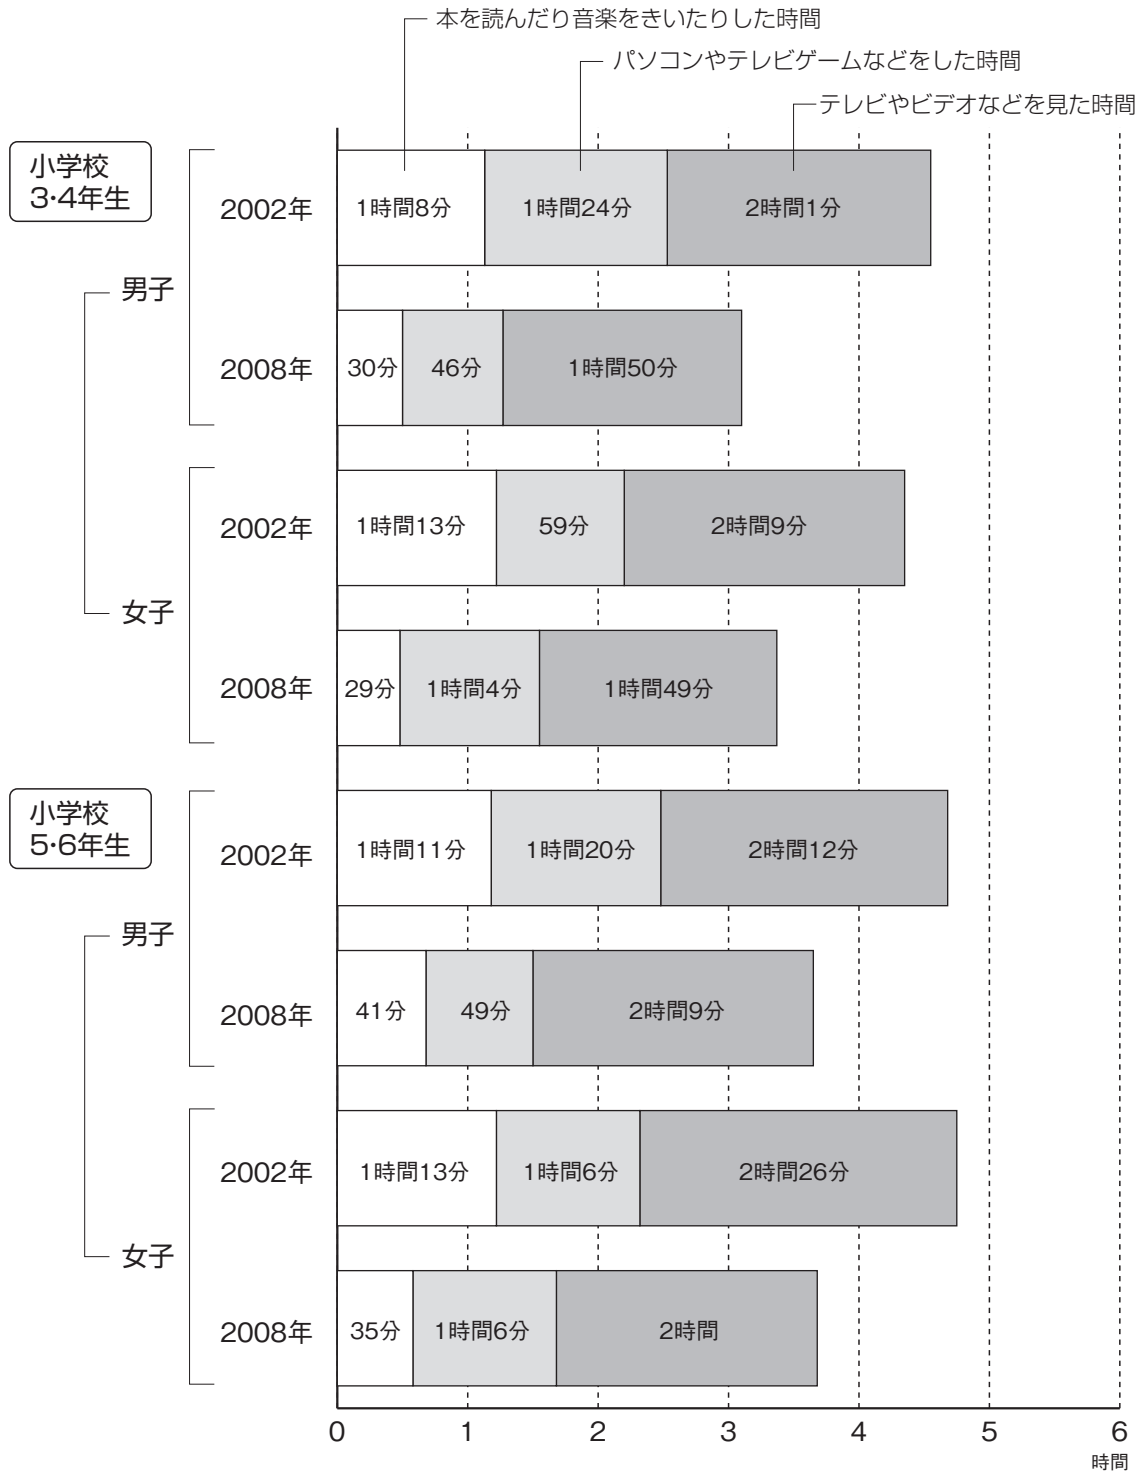 本を読んだり音楽をきいたりした時間
パソコンやテレビゲームなどをした時間
テレビやビデオなどを見た時間
小学校
3・4年生
男子
2002年
1時間8分 1時間24分 2時間1分
2008年
30分 46分 1時間50分
女子
2002年
1時間13分 59分 2時間9分
2008年
29分 1時間4分 1時間49分
小学校
5・6年生
男子
2002年
1時間11分 1時間20分 2時間12分
2008年
41分 49分 2時間9分
女子
2002年
1時間13分 1時間6分 2時間26分
2008年
35分 1時間6分 2時間
0 1 2 3 4 5 6
時間